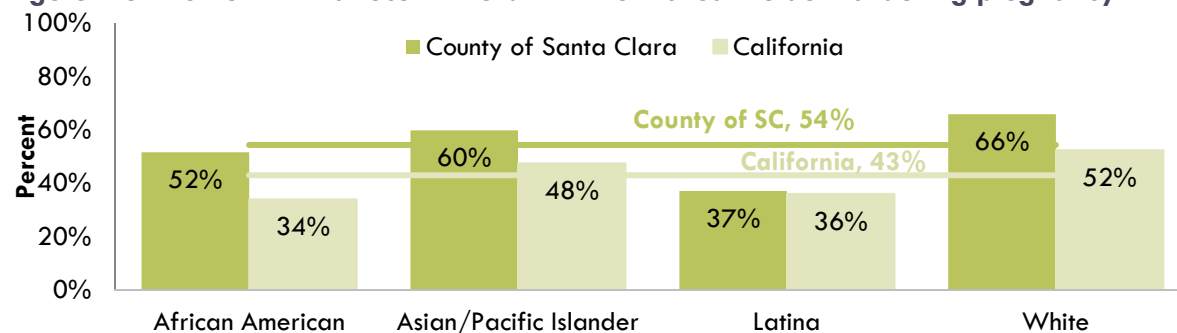 100%
County of Santa Clara California
80%
60%
40%
20%
0%
Percent
County of SC, 54%
California, 43%
52%
34%
60%
48%
37%
36%
66%
52%
African American Asian/Pacific Islander Latina White